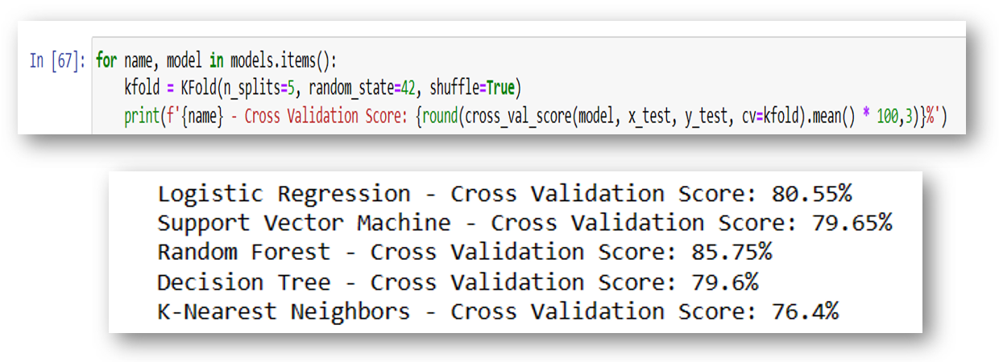 In [67]: for name, model in models.items():
kfold = KFold(n_splits=5, random_state=42, shuffle=True)
print(f'{name} - Cross Validation Score: {round(cross_val_score(model, x_test, y_test, cv=kfold).mean() * 100,3)}%')
Logistic Regression - Cross Validation Score: 80.55%
Support Vector Machine - Cross Validation Score: 79.65%
Random Forest - Cross Validation Score: 85.75%
Decision Tree - Cross Validation Score: 79.6%
K-Nearest Neighbors - Cross Validation Score: 76.4%